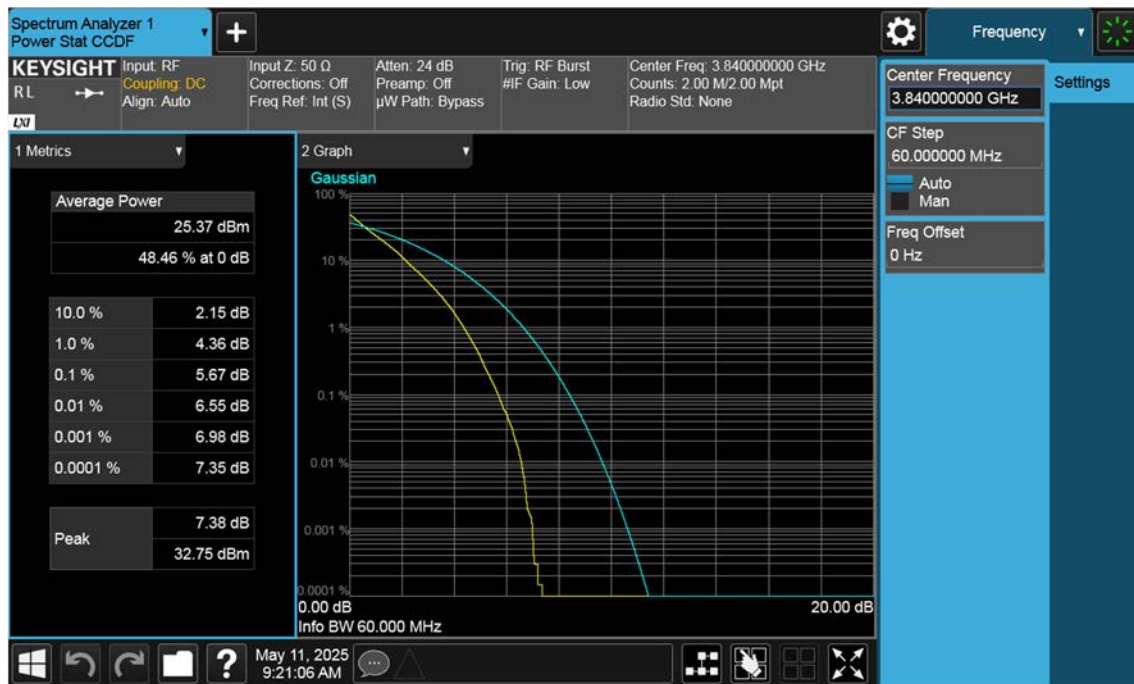 Spectrum Analyzer 1
Power Stat CCDF
Frequency
KEYSIGHT
RL
LXI
Input: RF
Coupling: DC
Align: Auto
Input Z: 50 Ω
Corrections: Off
Freq Ref: Int (S)
Atten: 24 dB
Preamp: Off
µW Path: Bypass
Trig: RF Burst
#IF Gain: Low
Center Freq: 3.840000000 GHz
Counts: 2.00 M/2.00 Mpt
Radio Std: None
Center Frequency
3.840000000 GHz
Settings
CF Step
60.000000 MHz
Auto
Man
Freq Offset
0 Hz
1 Metrics
Average Power
25.37 dBm
48.46 % at 0 dB
10.0 % 2.15 dB
1.0 % 4.36 dB
0.1 % 5.67 dB
0.01 % 6.55 dB
0.001 % 6.98 dB
0.0001 % 7.35 dB
Peak
7.38 dB
32.75 dBm
2 Graph
Gaussian
100 %
10 %
1 %
0.1 %
0.01 %
0.001 %
0.0001 %
0.00 dB 20.00 dB
Info BW 60.000 MHz
?
May 11, 2025
9:21:06 AM